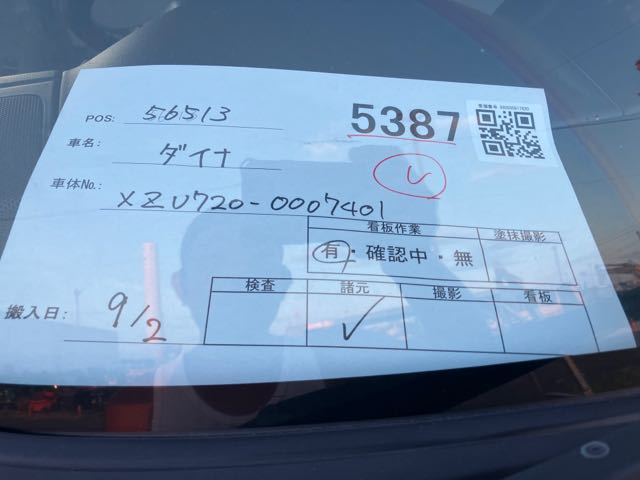 POS: 56513
5387
車名: ダイナ
レ
車体No.: XZU720-0007401
看板作業 塗抹撮影
有・確認中・無
検査 諸元 撮影 看板
搬入日: 9/2